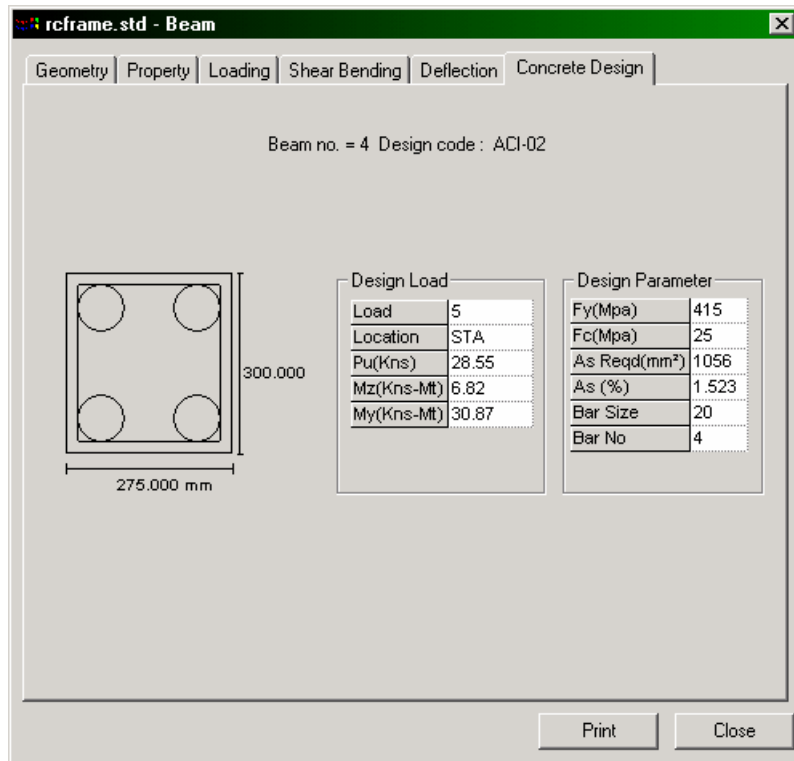 rcframe.std - Beam
Geometry Property Loading Shear Bending Deflection Concrete Design
Beam no. = 4 Design code : ACI-02
300.000
275.000 mm
Design Load
Load 5
Location STA
Pu(Kns) 28.55
Mz(Kns-Mt) 6.82
My(Kns-Mt) 30.87
Design Parameter
Fy(Mpa) 415
Fc(Mpa) 25
As Reqd(mm²) 1056
As (%) 1.523
Bar Size 20
Bar No 4
Print Close